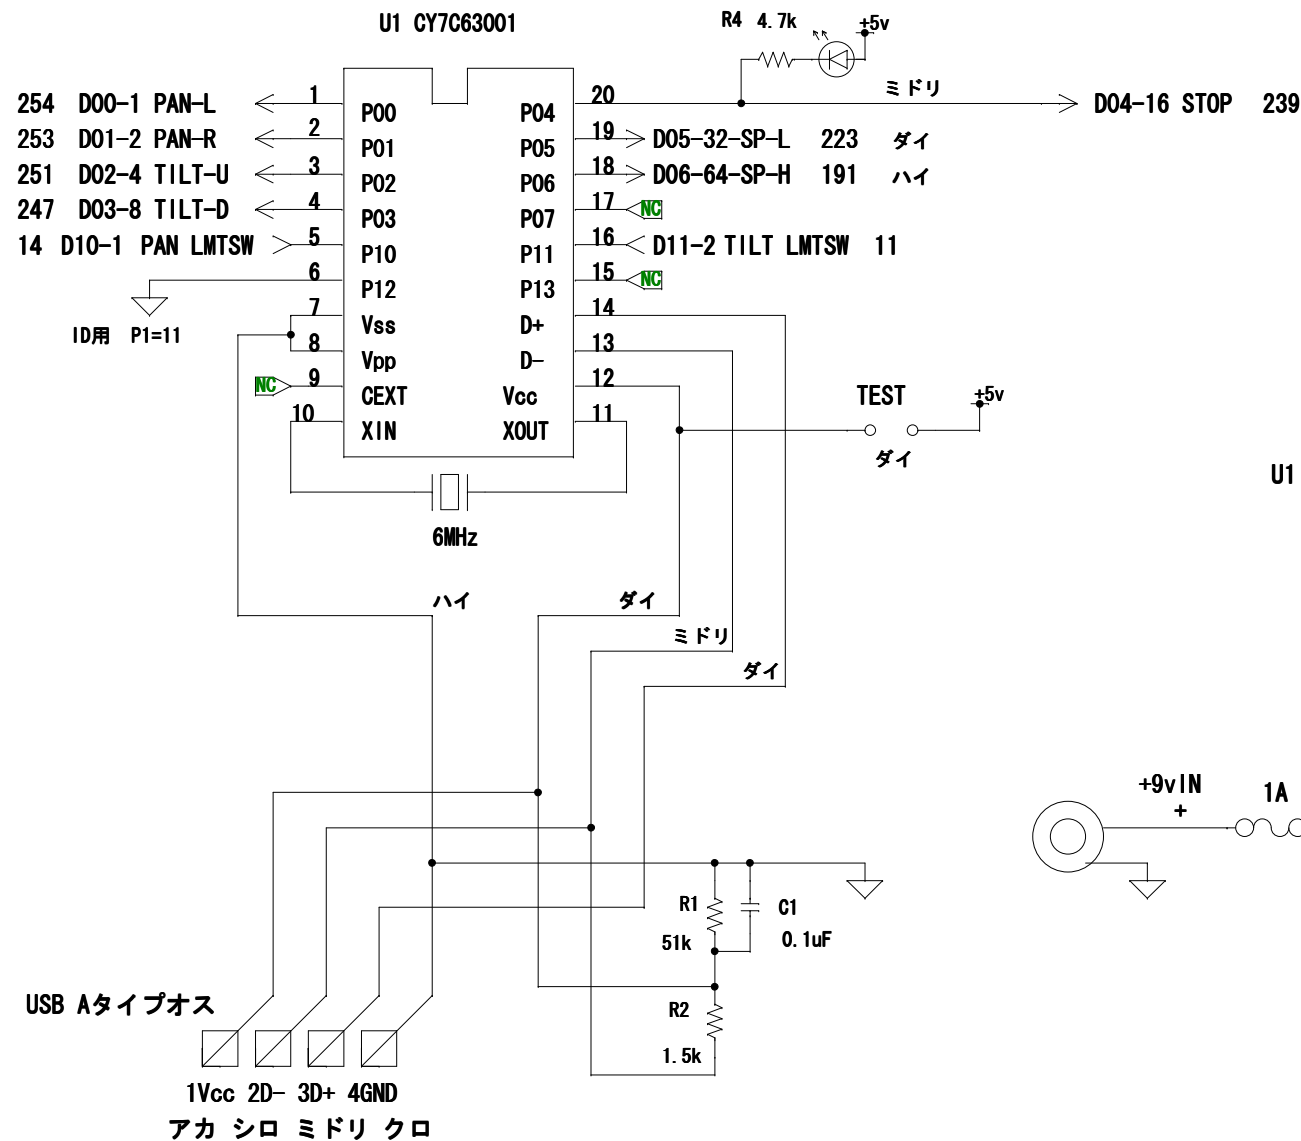 U1 CY7C63001
R4 4.7k
+5v
254 D00-1 PAN-L
1
P00
20
P04
ミドリ
D04-16 STOP 239
253 D01-2 PAN-R
2
P01
19
P05
D05-32-SP-L 223 ダイ
251 D02-4 TILT-U
3
P02
18
P06
D06-64-SP-H 191 ハイ
247 D03-8 TILT-D
4
P03
17
P07
NC
14 D10-1 PAN LMTSW
5
P10
16
P11
D11-2 TILT LMTSW 11
6
P12
15
P13
NC
ID用 P1=11
7
Vss
14
D+
8
Vpp
13
D-
NC
9
CEXT
12
Vcc
TEST
+5v
ダイ
10
XIN
11
XOUT
U1
6MHz
ハイ
ダイ
ミドリ
ダイ
+9vIN
+
1A
R1
51k
C1
0.1uF
R2
1.5k
USB Aタイプオス
1Vcc 2D- 3D+ 4GND
アカ シロ ミドリ クロ